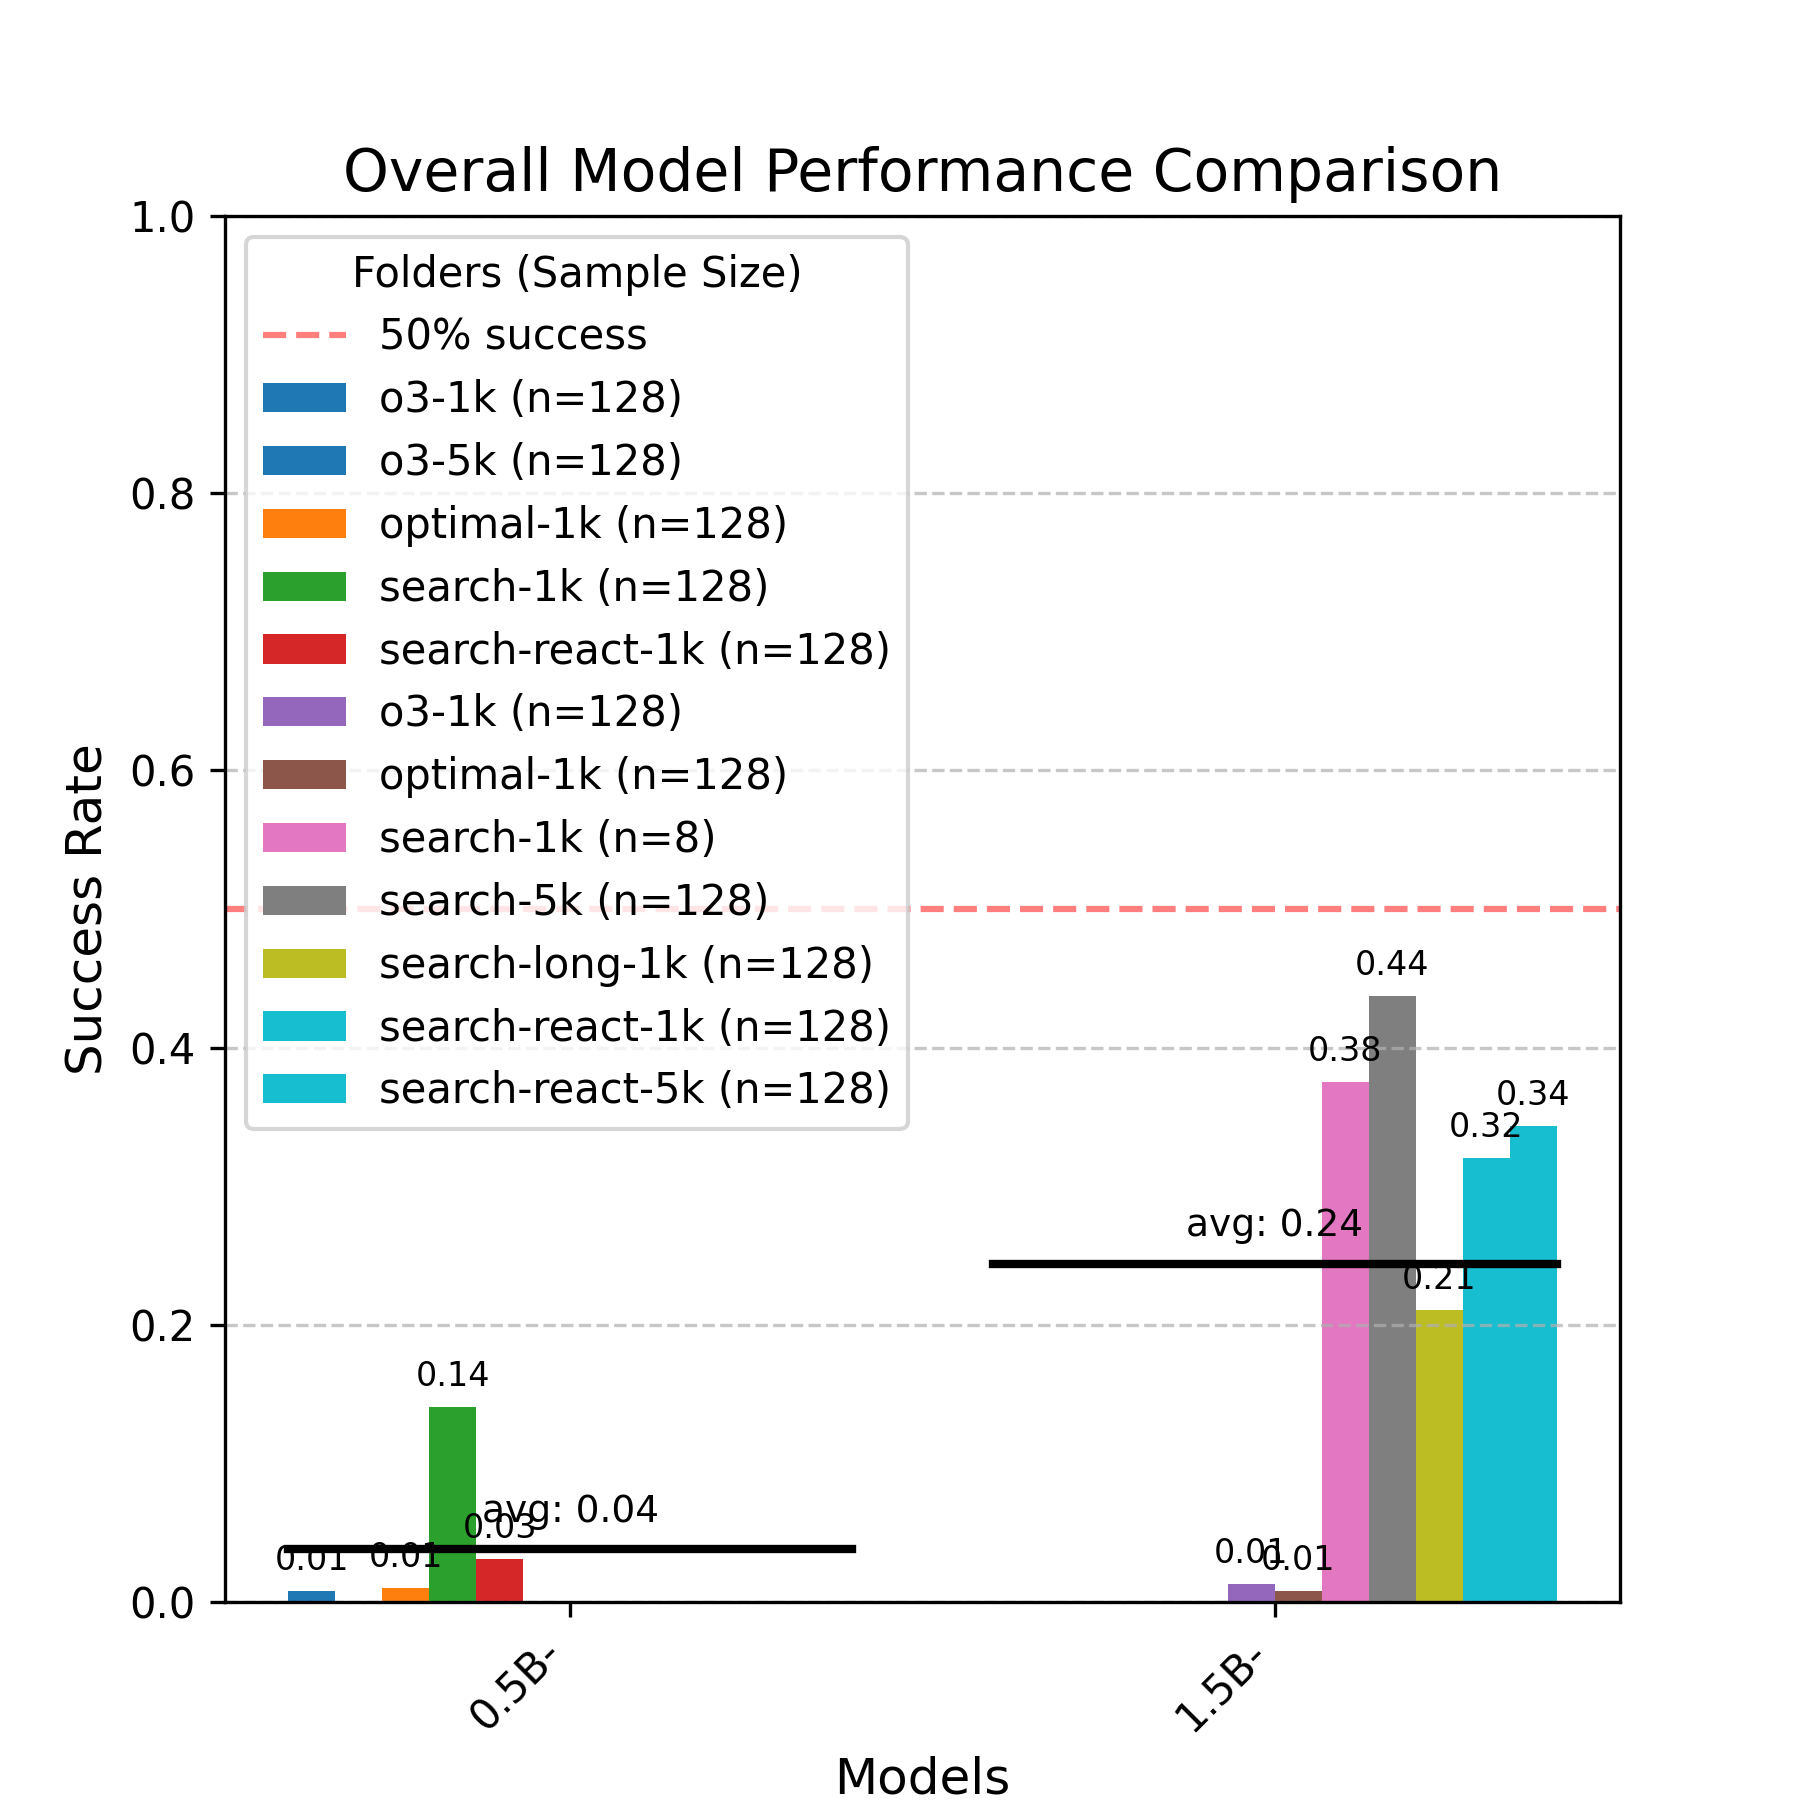 Overall Model Performance Comparison
1.0
0.8
0.6
0.4
0.2
0.0
Success Rate
Folders (Sample Size)
50% success
o3-1k (n=128)
o3-5k (n=128)
optimal-1k (n=128)
search-1k (n=128)
search-react-1k (n=128)
o3-1k (n=128)
optimal-1k (n=128)
search-1k (n=8)
search-5k (n=128)
search-long-1k (n=128)
search-react-1k (n=128)
search-react-5k (n=128)
0.01
0.01
0.14
0.03
avg: 0.04
0.01
0.01
0.38
0.44
0.21
0.32
0.34
avg: 0.24
0.5B-
1.5B-
Models